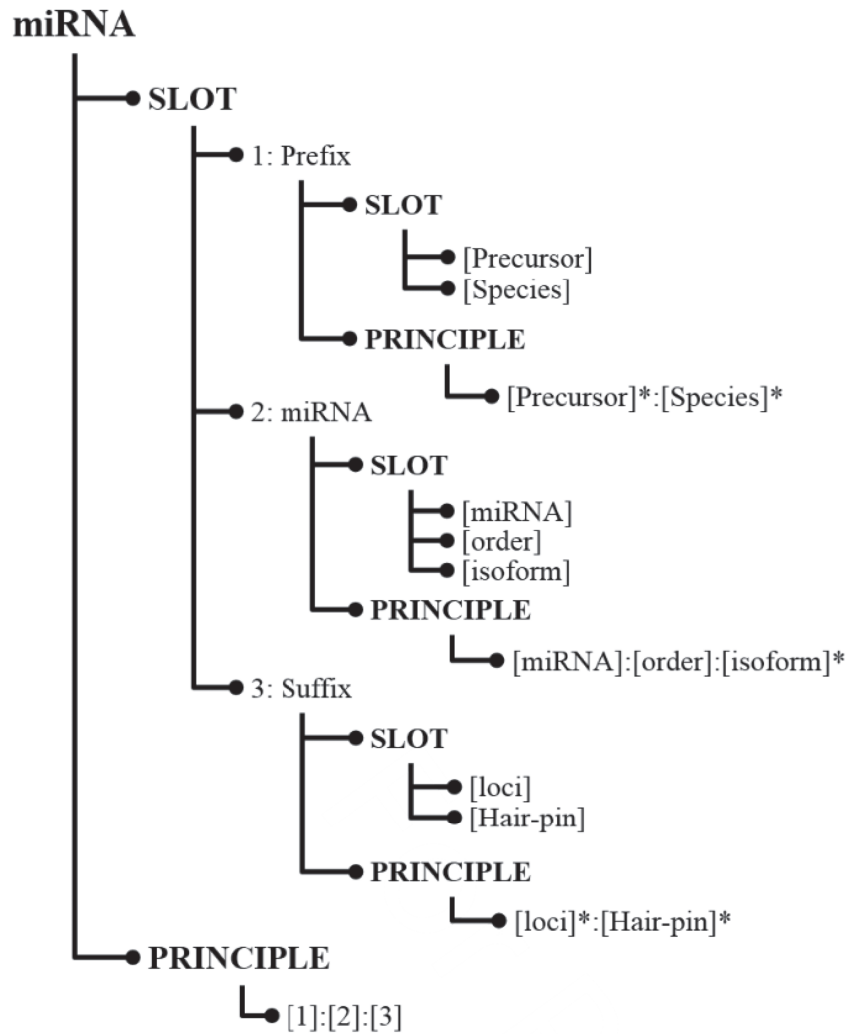 miRNA
SLOT
1: Prefix
SLOT
[Precursor]
[Species]
PRINCIPLE
[Precursor]*:[Species]*
2: miRNA
SLOT
[miRNA]
[order]
[isoform]
PRINCIPLE
[miRNA]:[order]:[isoform]*
3: Suffix
SLOT
[loci]
[Hair-pin]
PRINCIPLE
[loci]*:[Hair-pin]*
PRINCIPLE
[1]:[2]:[3]